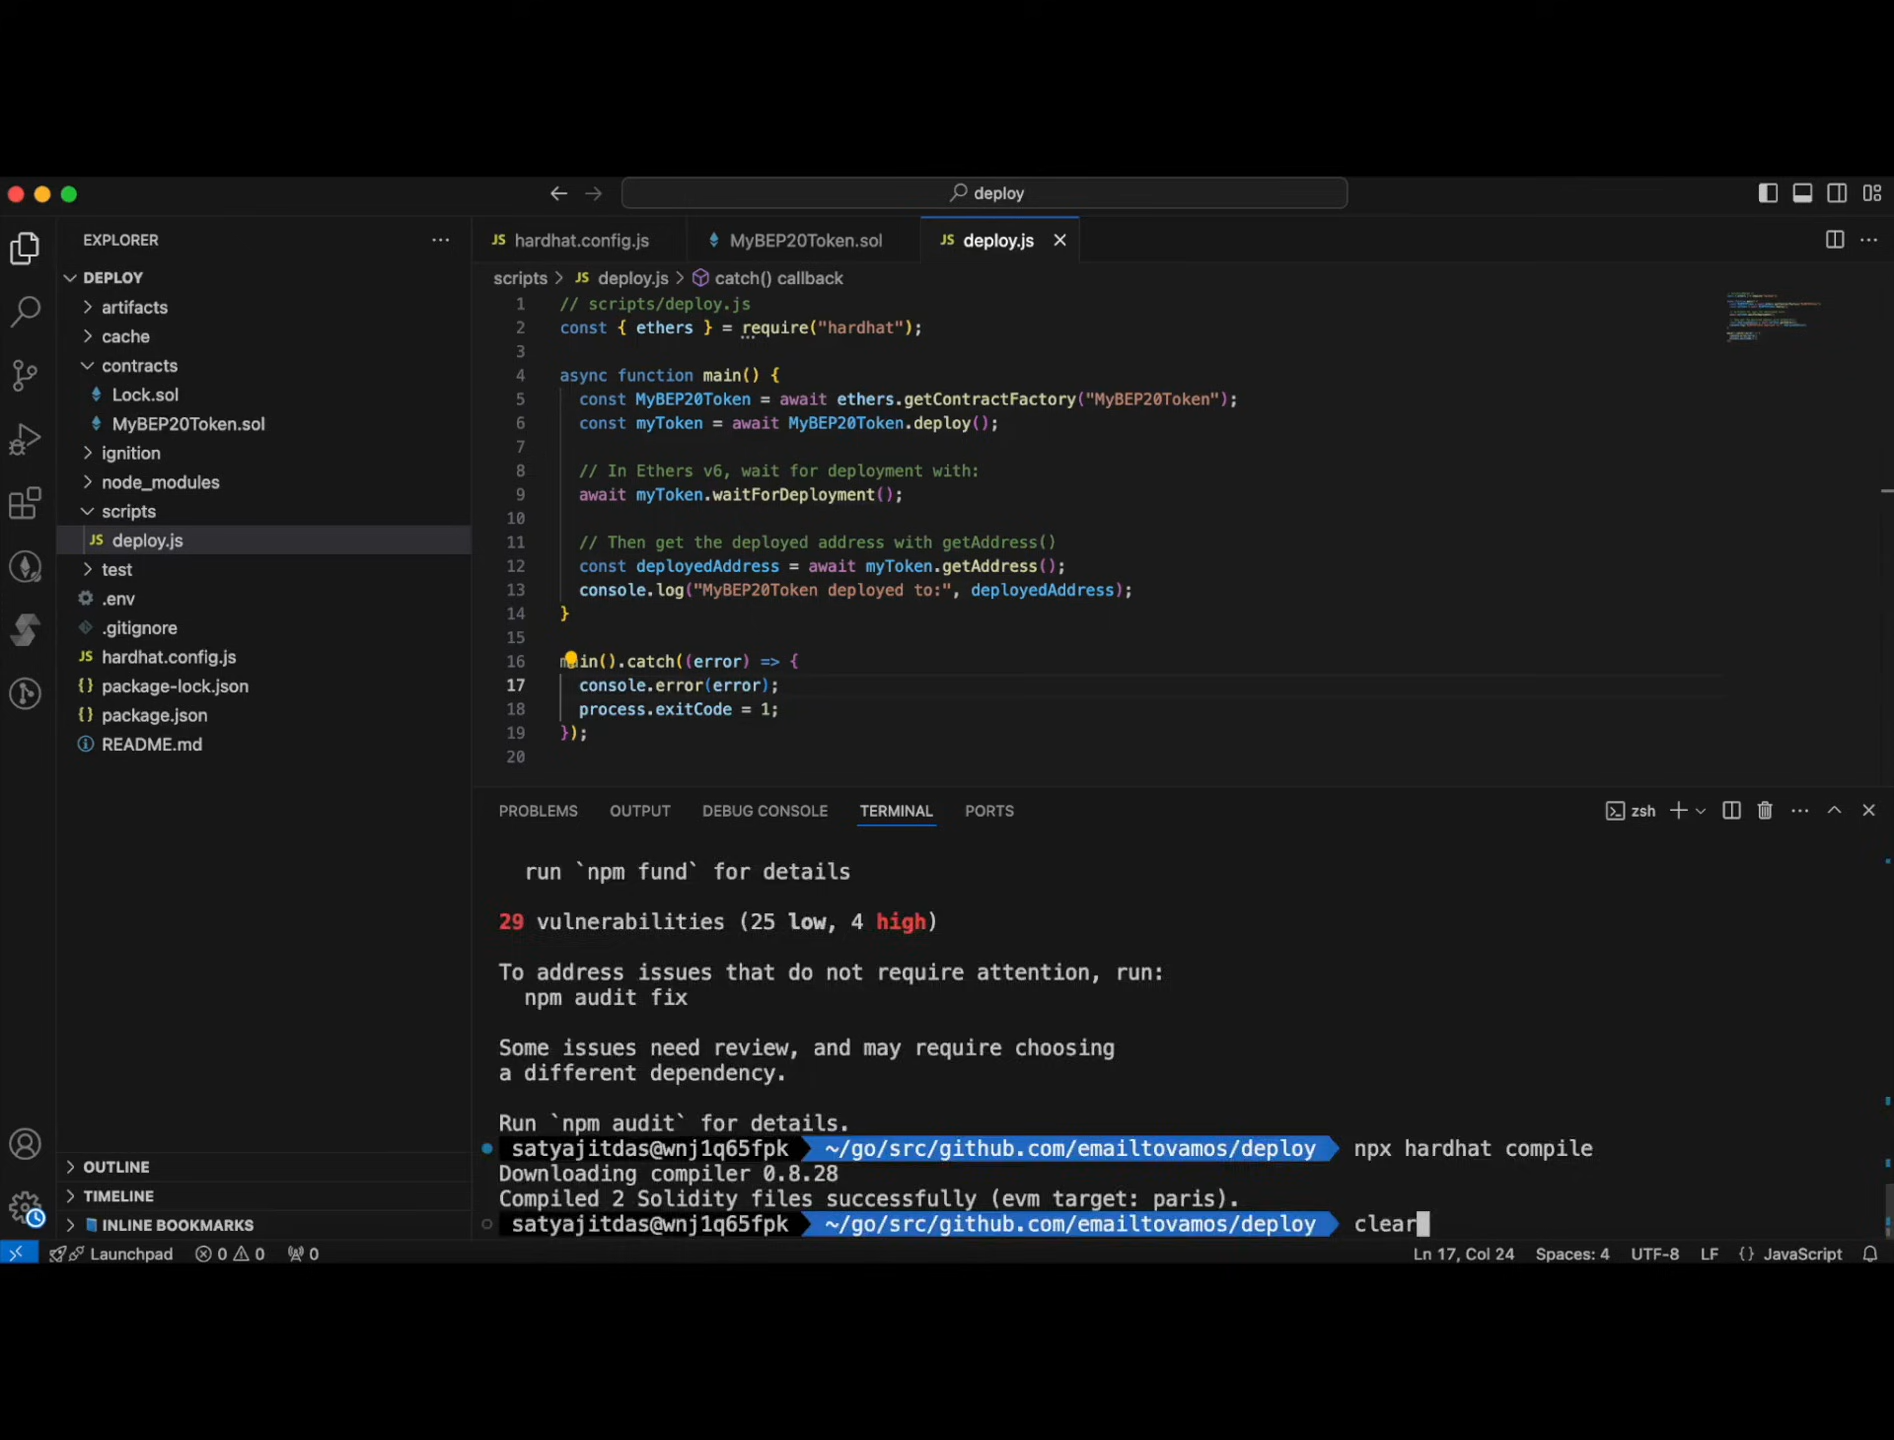 deploy
EXPLORER
DEPLOY
artifacts
cache
contracts
Lock.sol
MyBEP20Token.sol
ignition
node_modules
scripts
JS deploy.js
test
.env
.gitignore
JS hardhat.config.js
{} package-lock.json
{} package.json
README.md
OUTLINE
TIMELINE
INLINE BOOKMARKS
JS hardhat.config.js
MyBEP20Token.sol
JS deploy.js
scripts > JS deploy.js > catch() callback
1 // scripts/deploy.js
2 const { ethers } = require("hardhat");
3
4 async function main() {
5 const MyBEP20Token = await ethers.getContractFactory("MyBEP20Token");
6 const myToken = await MyBEP20Token.deploy();
7
8 // In Ethers v6, wait for deployment with:
9 await myToken.waitForDeployment();
10
11 // Then get the deployed address with getAddress()
12 const deployedAddress = await myToken.getAddress();
13 console.log("MyBEP20Token deployed to:", deployedAddress);
14 }
15
16 main().catch((error) => {
17 console.error(error);
18 process.exitCode = 1;
19 });
20
PROBLEMS OUTPUT DEBUG CONSOLE TERMINAL PORTS
zsh
run `npm fund` for details
29 vulnerabilities (25 low, 4 high)
To address issues that do not require attention, run:
npm audit fix
Some issues need review, and may require choosing
a different dependency.
Run `npm audit` for details.
satyajitdas@wnj1q65fpk ~/go/src/github.com/emailtovamos/deploy npx hardhat compile
Downloading compiler 0.8.28
Compiled 2 Solidity files successfully (evm target: paris).
satyajitdas@wnj1q65fpk ~/go/src/github.com/emailtovamos/deploy clear
Launchpad 0 0 0 Ln 17, Col 24 Spaces: 4 UTF-8 LF {} JavaScript